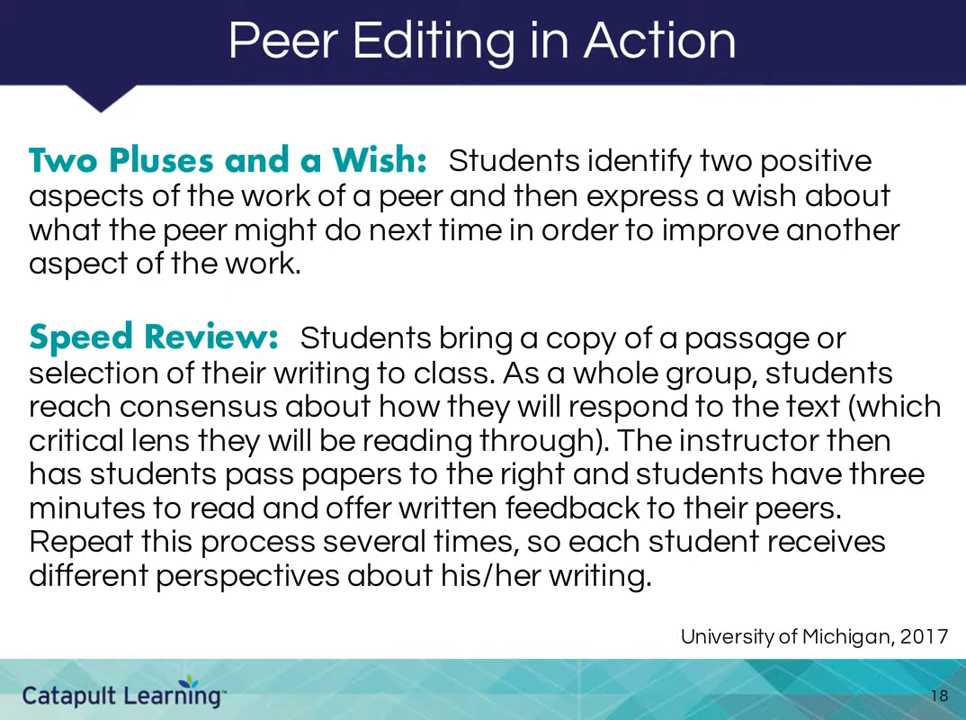 Peer Editing in Action
Two Pluses and a Wish: Students identify two positive
aspects of the work of a peer and then express a wish about
what the peer might do next time in order to improve another
aspect of the work.
Speed Review: Students bring a copy of a passage or
selection of their writing to class. As a whole group, students
reach consensus about how they will respond to the text (which
critical lens they will be reading through). The instructor then
has students pass papers to the right and students have three
minutes to read and offer written feedback to their peers.
Repeat this process several times, so each student receives
different perspectives about his/her writing.
University of Michigan, 2017
Catapult Learning™
18